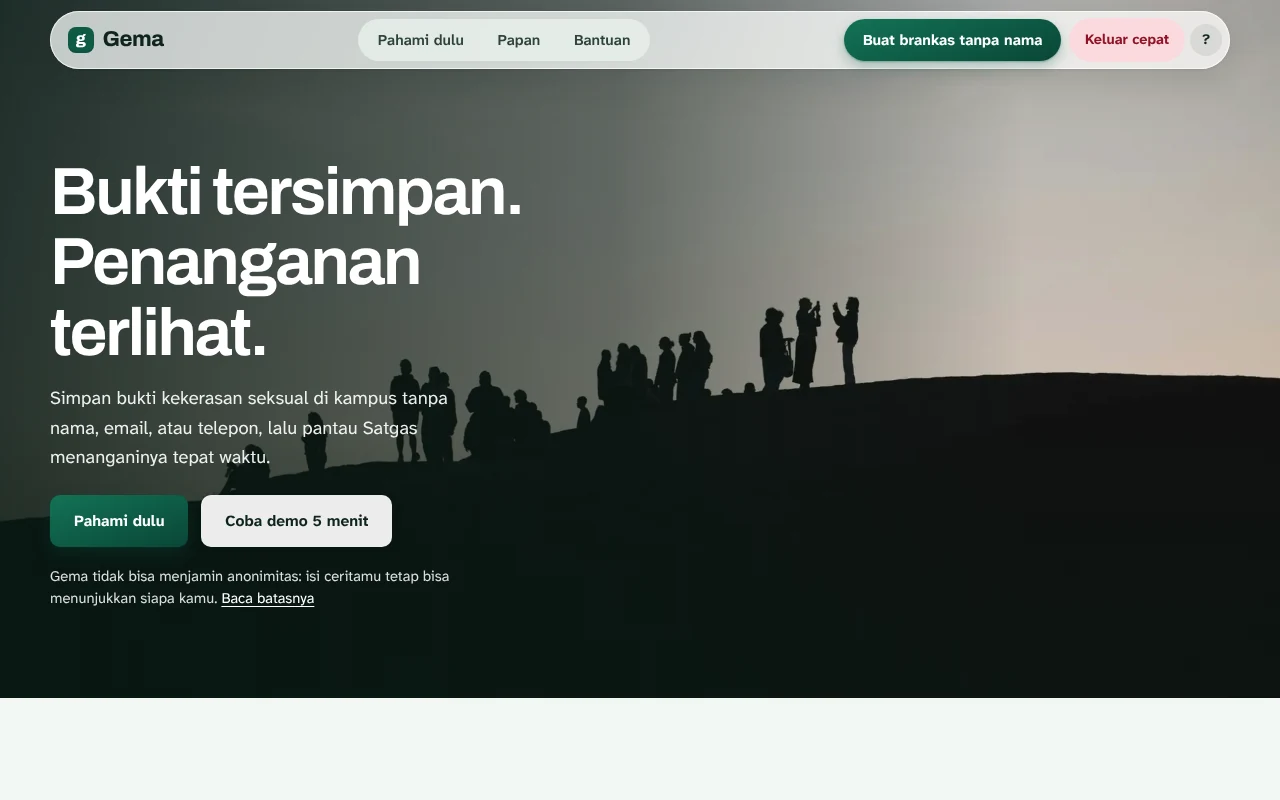 g Gema
Pahami dulu Papan Bantuan
Buat brankas tanpa nama Keluar cepat ?
Bukti tersimpan.
Penanganan
terlihat.
Simpan bukti kekerasan seksual di kampus tanpa
nama, email, atau telepon, lalu pantau Satgas
menanganinya tepat waktu.
Pahami dulu Coba demo 5 menit
Gema tidak bisa menjamin anonimitas: isi ceritamu tetap bisa
menunjukkan siapa kamu. Baca batasnya